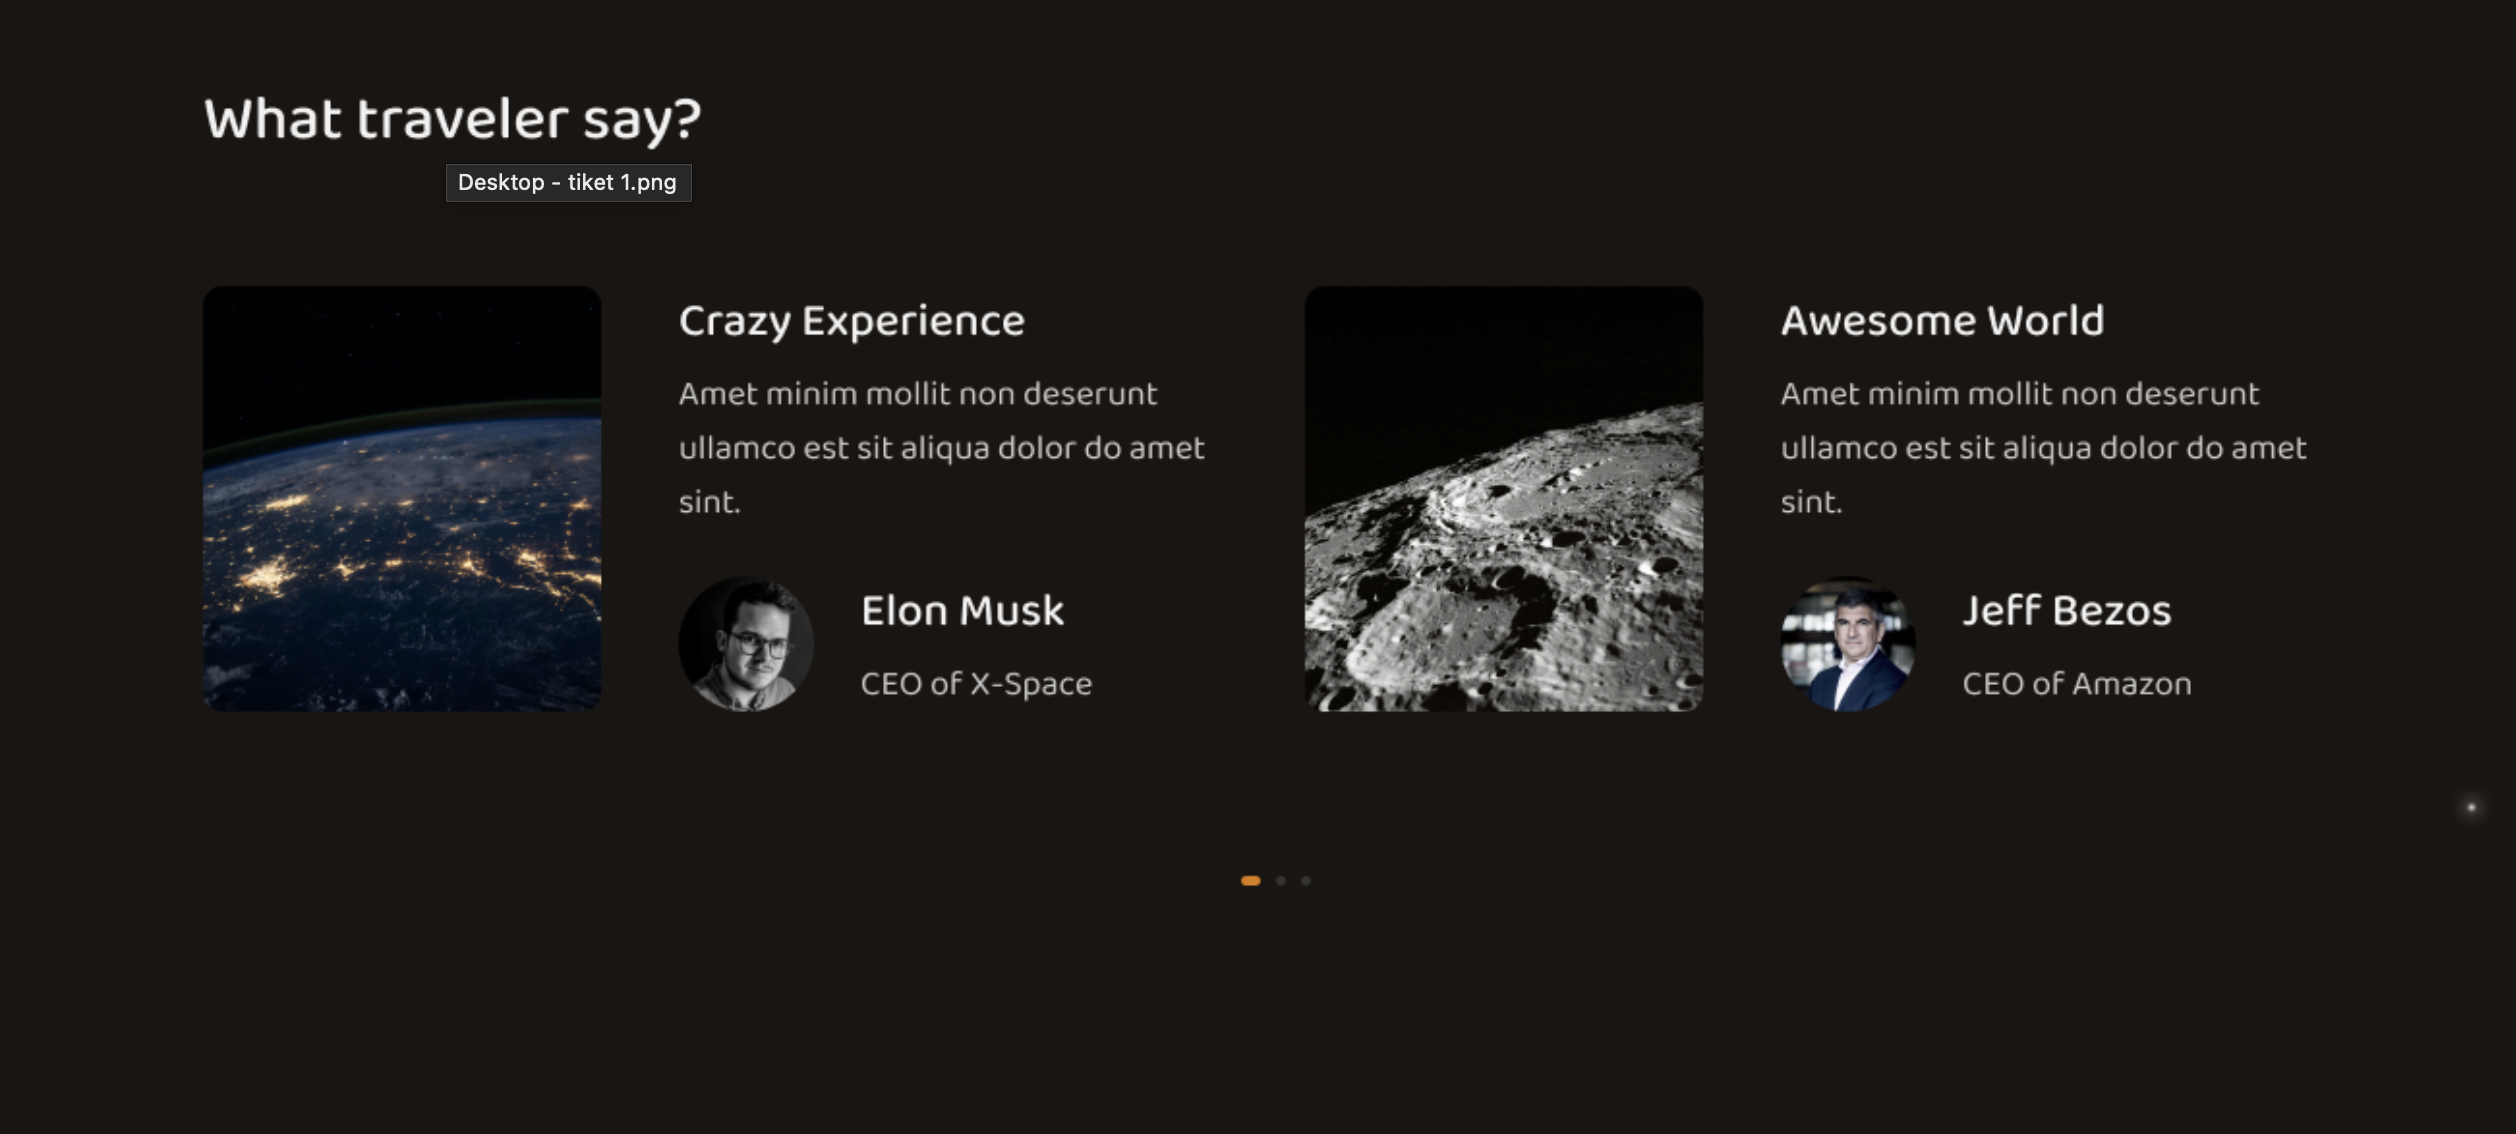 What traveler say?
Desktop - tiket 1.png
Crazy Experience
Amet minim mollit non deserunt
ullamco est sit aliqua dolor do amet
sint.
Elon Musk
CEO of X-Space
Awesome World
Amet minim mollit non deserunt
ullamco est sit aliqua dolor do amet
sint.
Jeff Bezos
CEO of Amazon